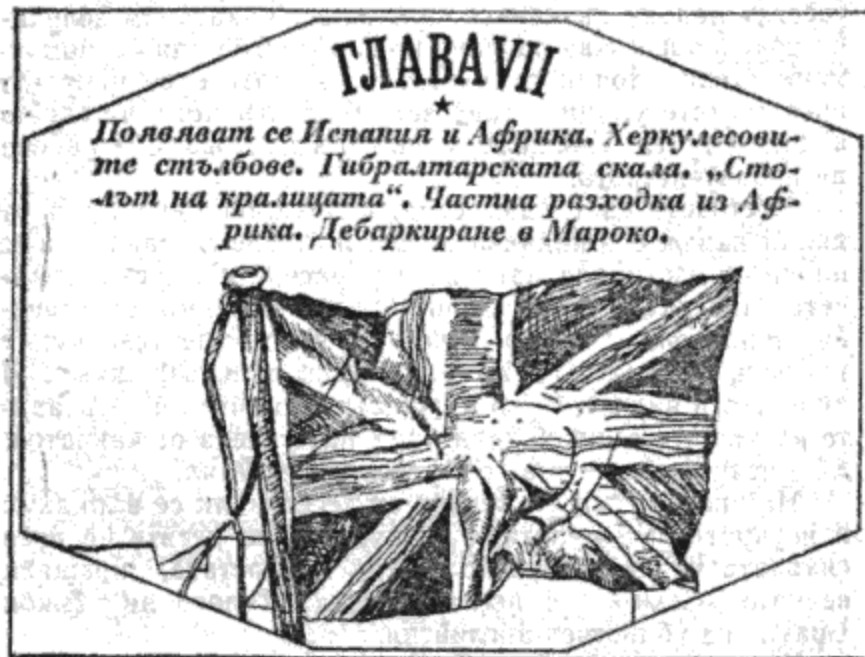 ГЛАВА VII
Появяват се Испания и Африка. Херкулесови-
те стълбове. Гибралтарската скала. „Сто-
лът на кралицата“. Частна разходка из Аф-
рика. Дебаркиране в Мароко.